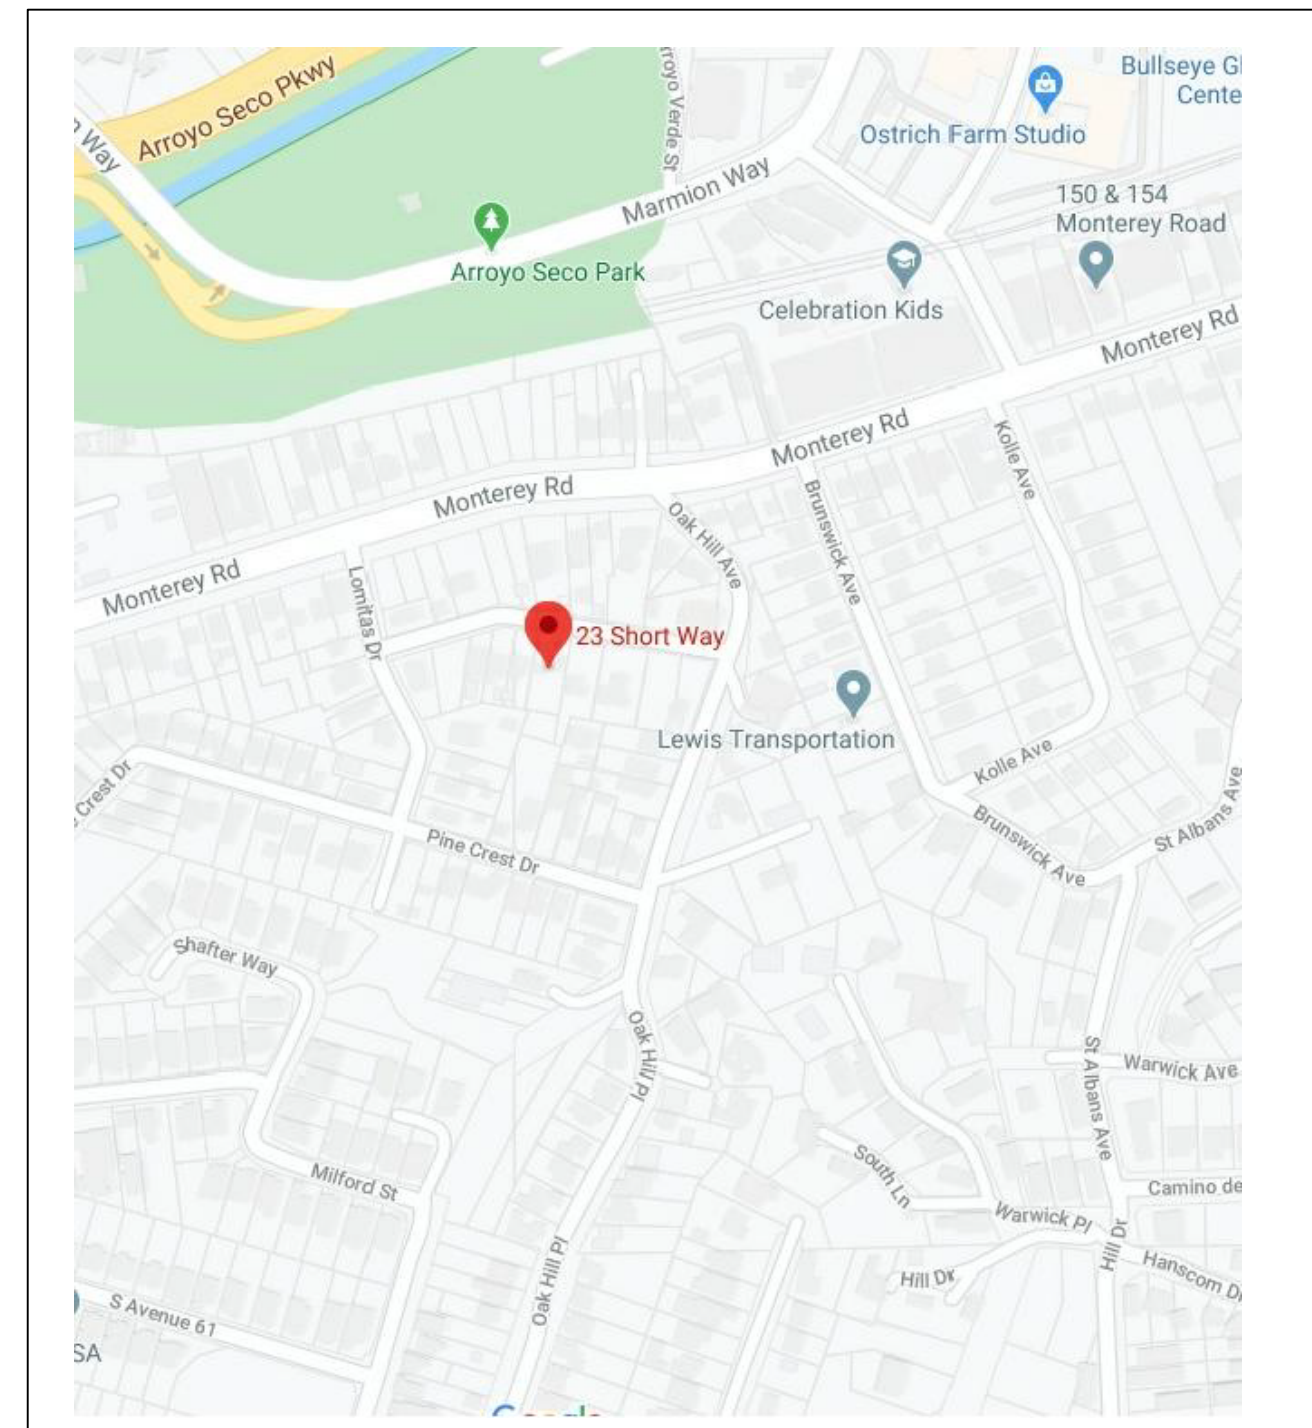 Arroyo Seco Pkwy
Way
rroyo Verde St
Bullseye Gl
Cente
Ostrich Farm Studio
150 & 154
Monterey Road
Marmion Way
Arroyo Seco Park
Celebration Kids
Monterey Rd
Monterey Rd
Monterey Rd
Monterey Rd
Kolle Ave
Brunswick Ave
Oak Hill Ave
Lomitas Dr
23 Short Way
Lewis Transportation
Kolle Ave
Crest Dr
Brunswick Ave
St Albans Ave
Pine Crest Dr
Shafter Way
Oak Hill Pl
St Albans Ave
Warwick Ave
South Ln
Milford St
Camino de
Warwick Pl
Hill Dr
Hill Dr
Hanscom D
Oak Hill Pl
S Avenue 61
SA